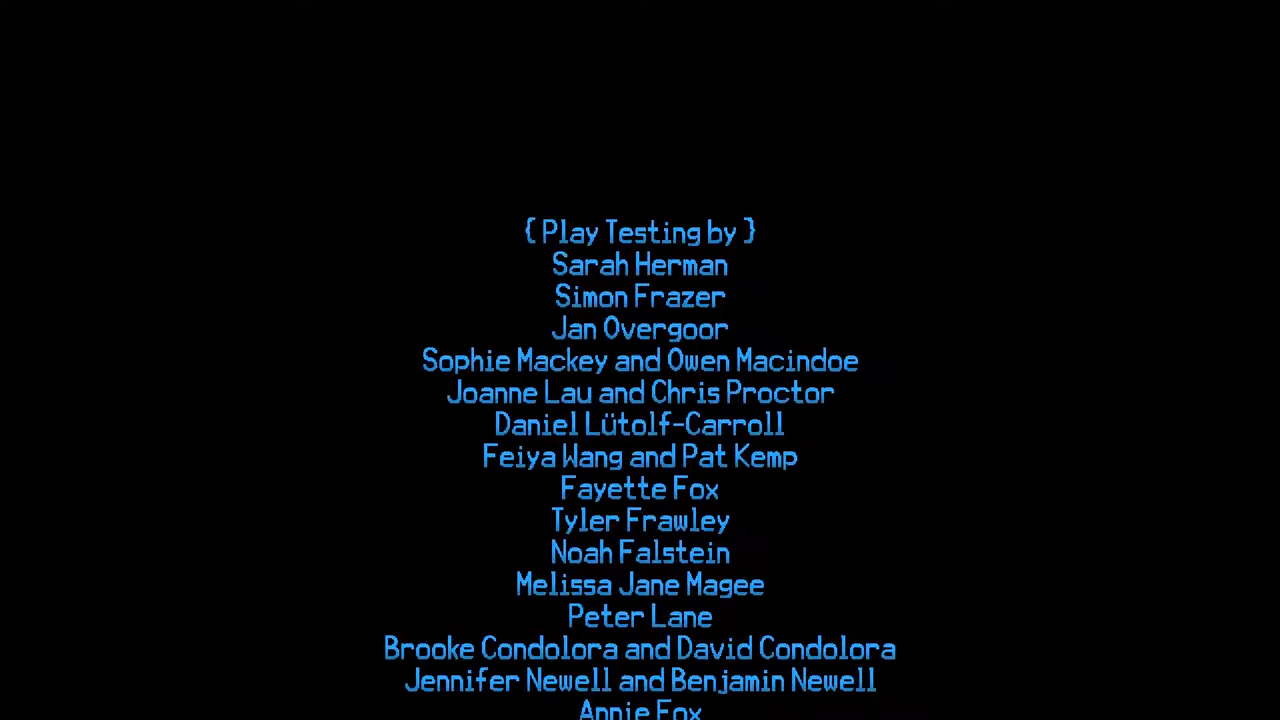 { Play Testing by }
Sarah Herman
Simon Frazer
Jan Overgoor
Sophie Mackey and Owen Macindoe
Joanne Lau and Chris Proctor
Daniel Lütolf-Carroll
Feiya Wang and Pat Kemp
Fayette Fox
Tyler Frawley
Noah Falstein
Melissa Jane Magee
Peter Lane
Brooke Condolora and David Condolora
Jennifer Newell and Benjamin Newell
Annie Fox